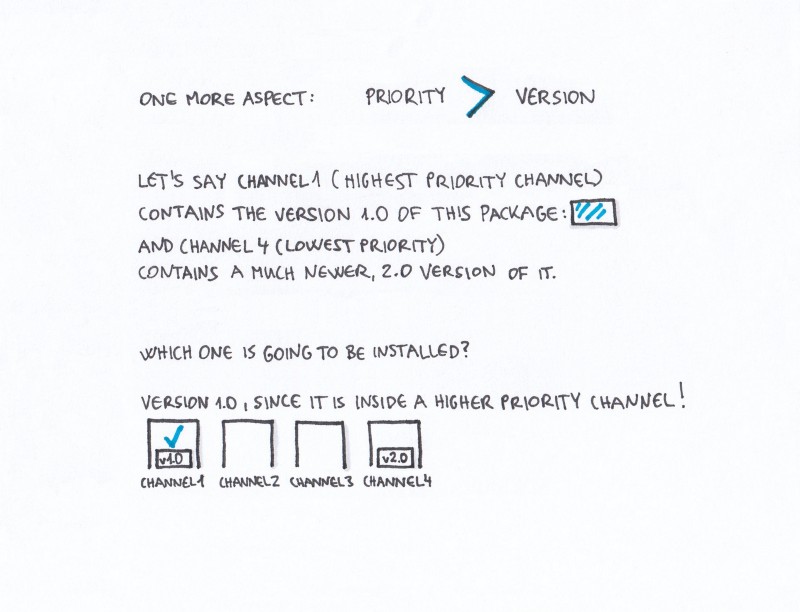 ONE MORE ASPECT: PRIORITY > VERSION
LET'S SAY CHANNEL1 (HIGHEST PRIORITY CHANNEL)
CONTAINS THE VERSION 1.0 OF THIS PACKAGE:
AND CHANNEL4 (LOWEST PRIORITY)
CONTAINS A MUCH NEWER, 2.0 VERSION OF IT.
WHICH ONE IS GOING TO BE INSTALLED?
VERSION 1.0, SINCE IT IS INSIDE A HIGHER PRIORITY CHANNEL!
v1.0 v2.0
CHANNEL1 CHANNEL2 CHANNEL3 CHANNEL4